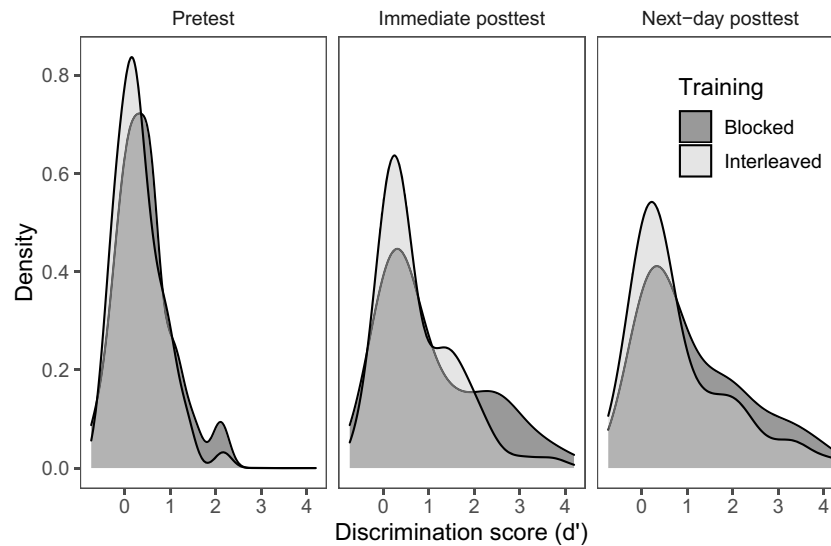 Pretest
Immediate posttest
Next−day posttest
Training
Blocked
Interleaved
Density
0.8
0.6
0.4
0.2
0.0
0 1 2 3 4
0 1 2 3 4
0 1 2 3 4
Discrimination score (d')